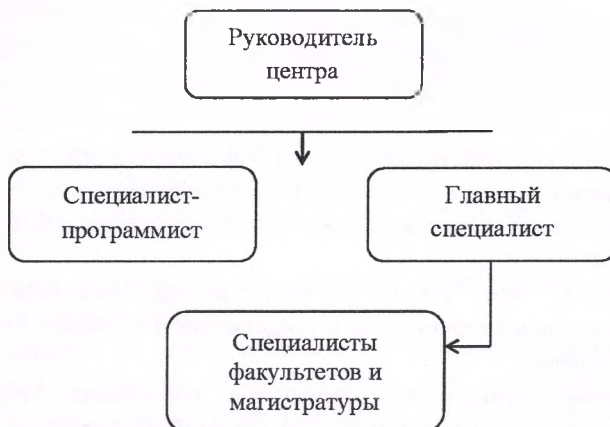 Руководитель
центра
Специалист-
программист
Главный
специалист
Специалисты
факультетов и
магистратуры